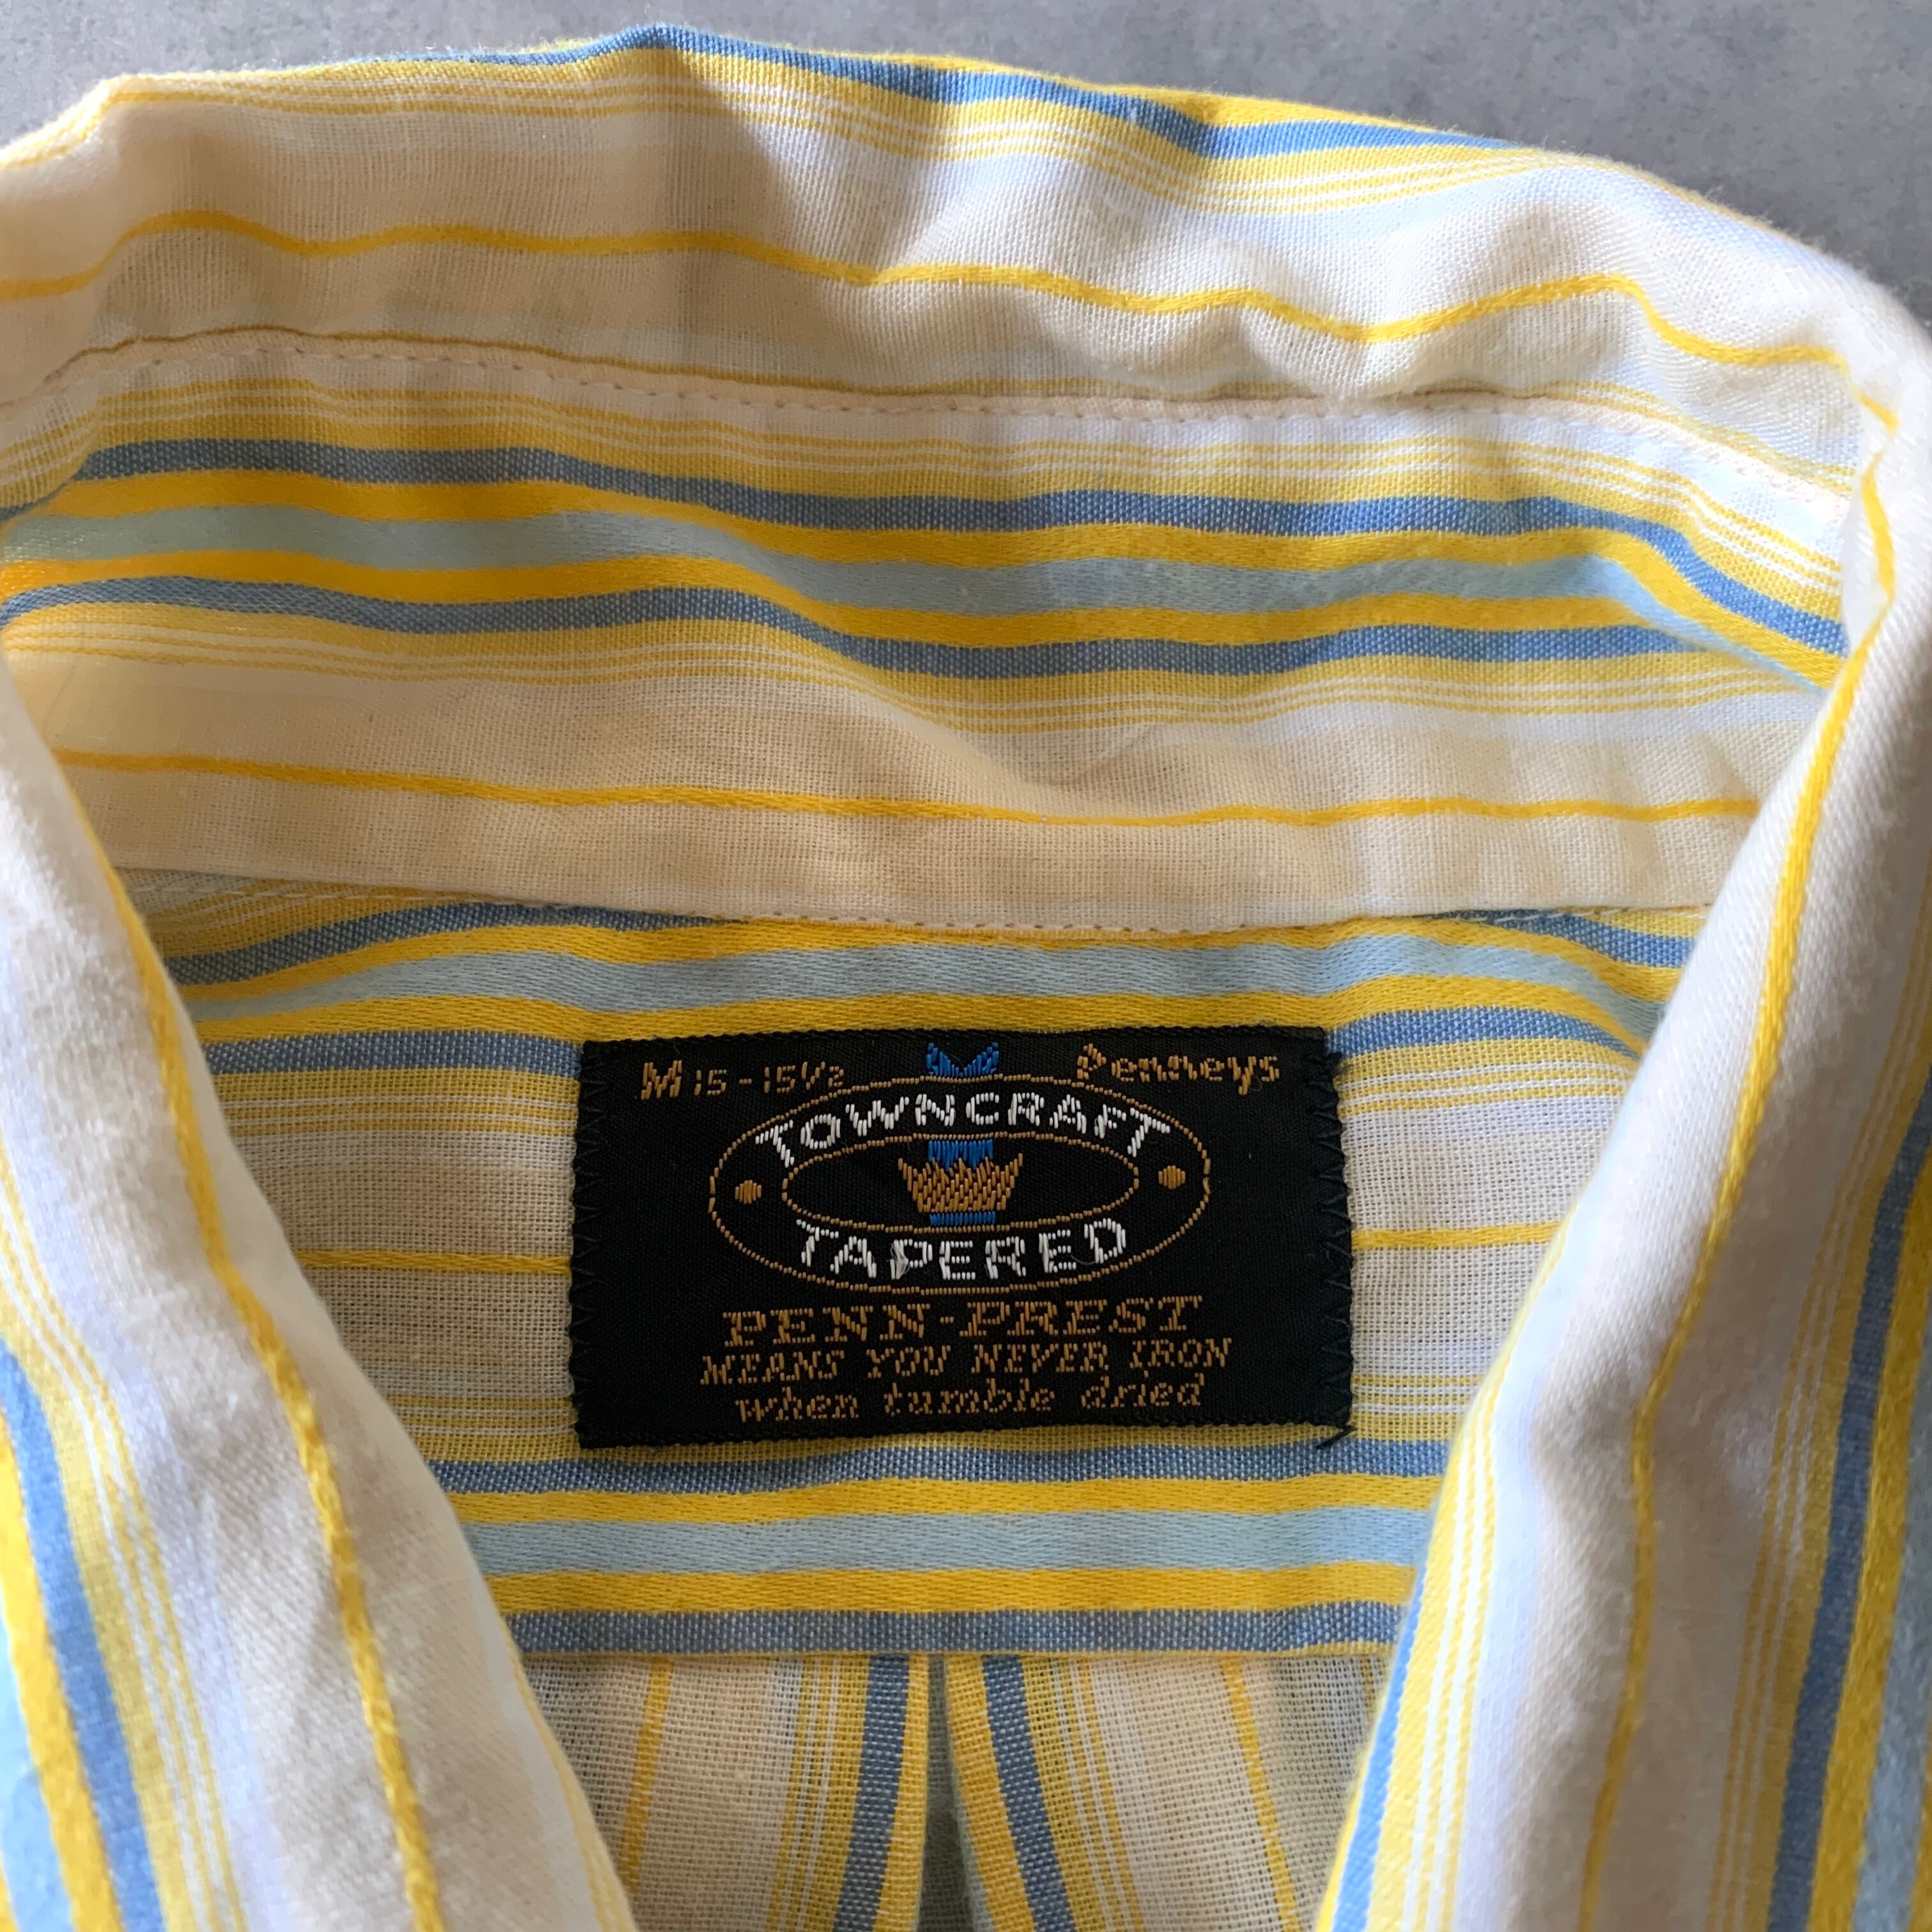 M 15-15½ Penneys
TOWNCRAFT
TAPERED
PENN-PREST
MEANS YOU NEVER IRON
when tumble dried